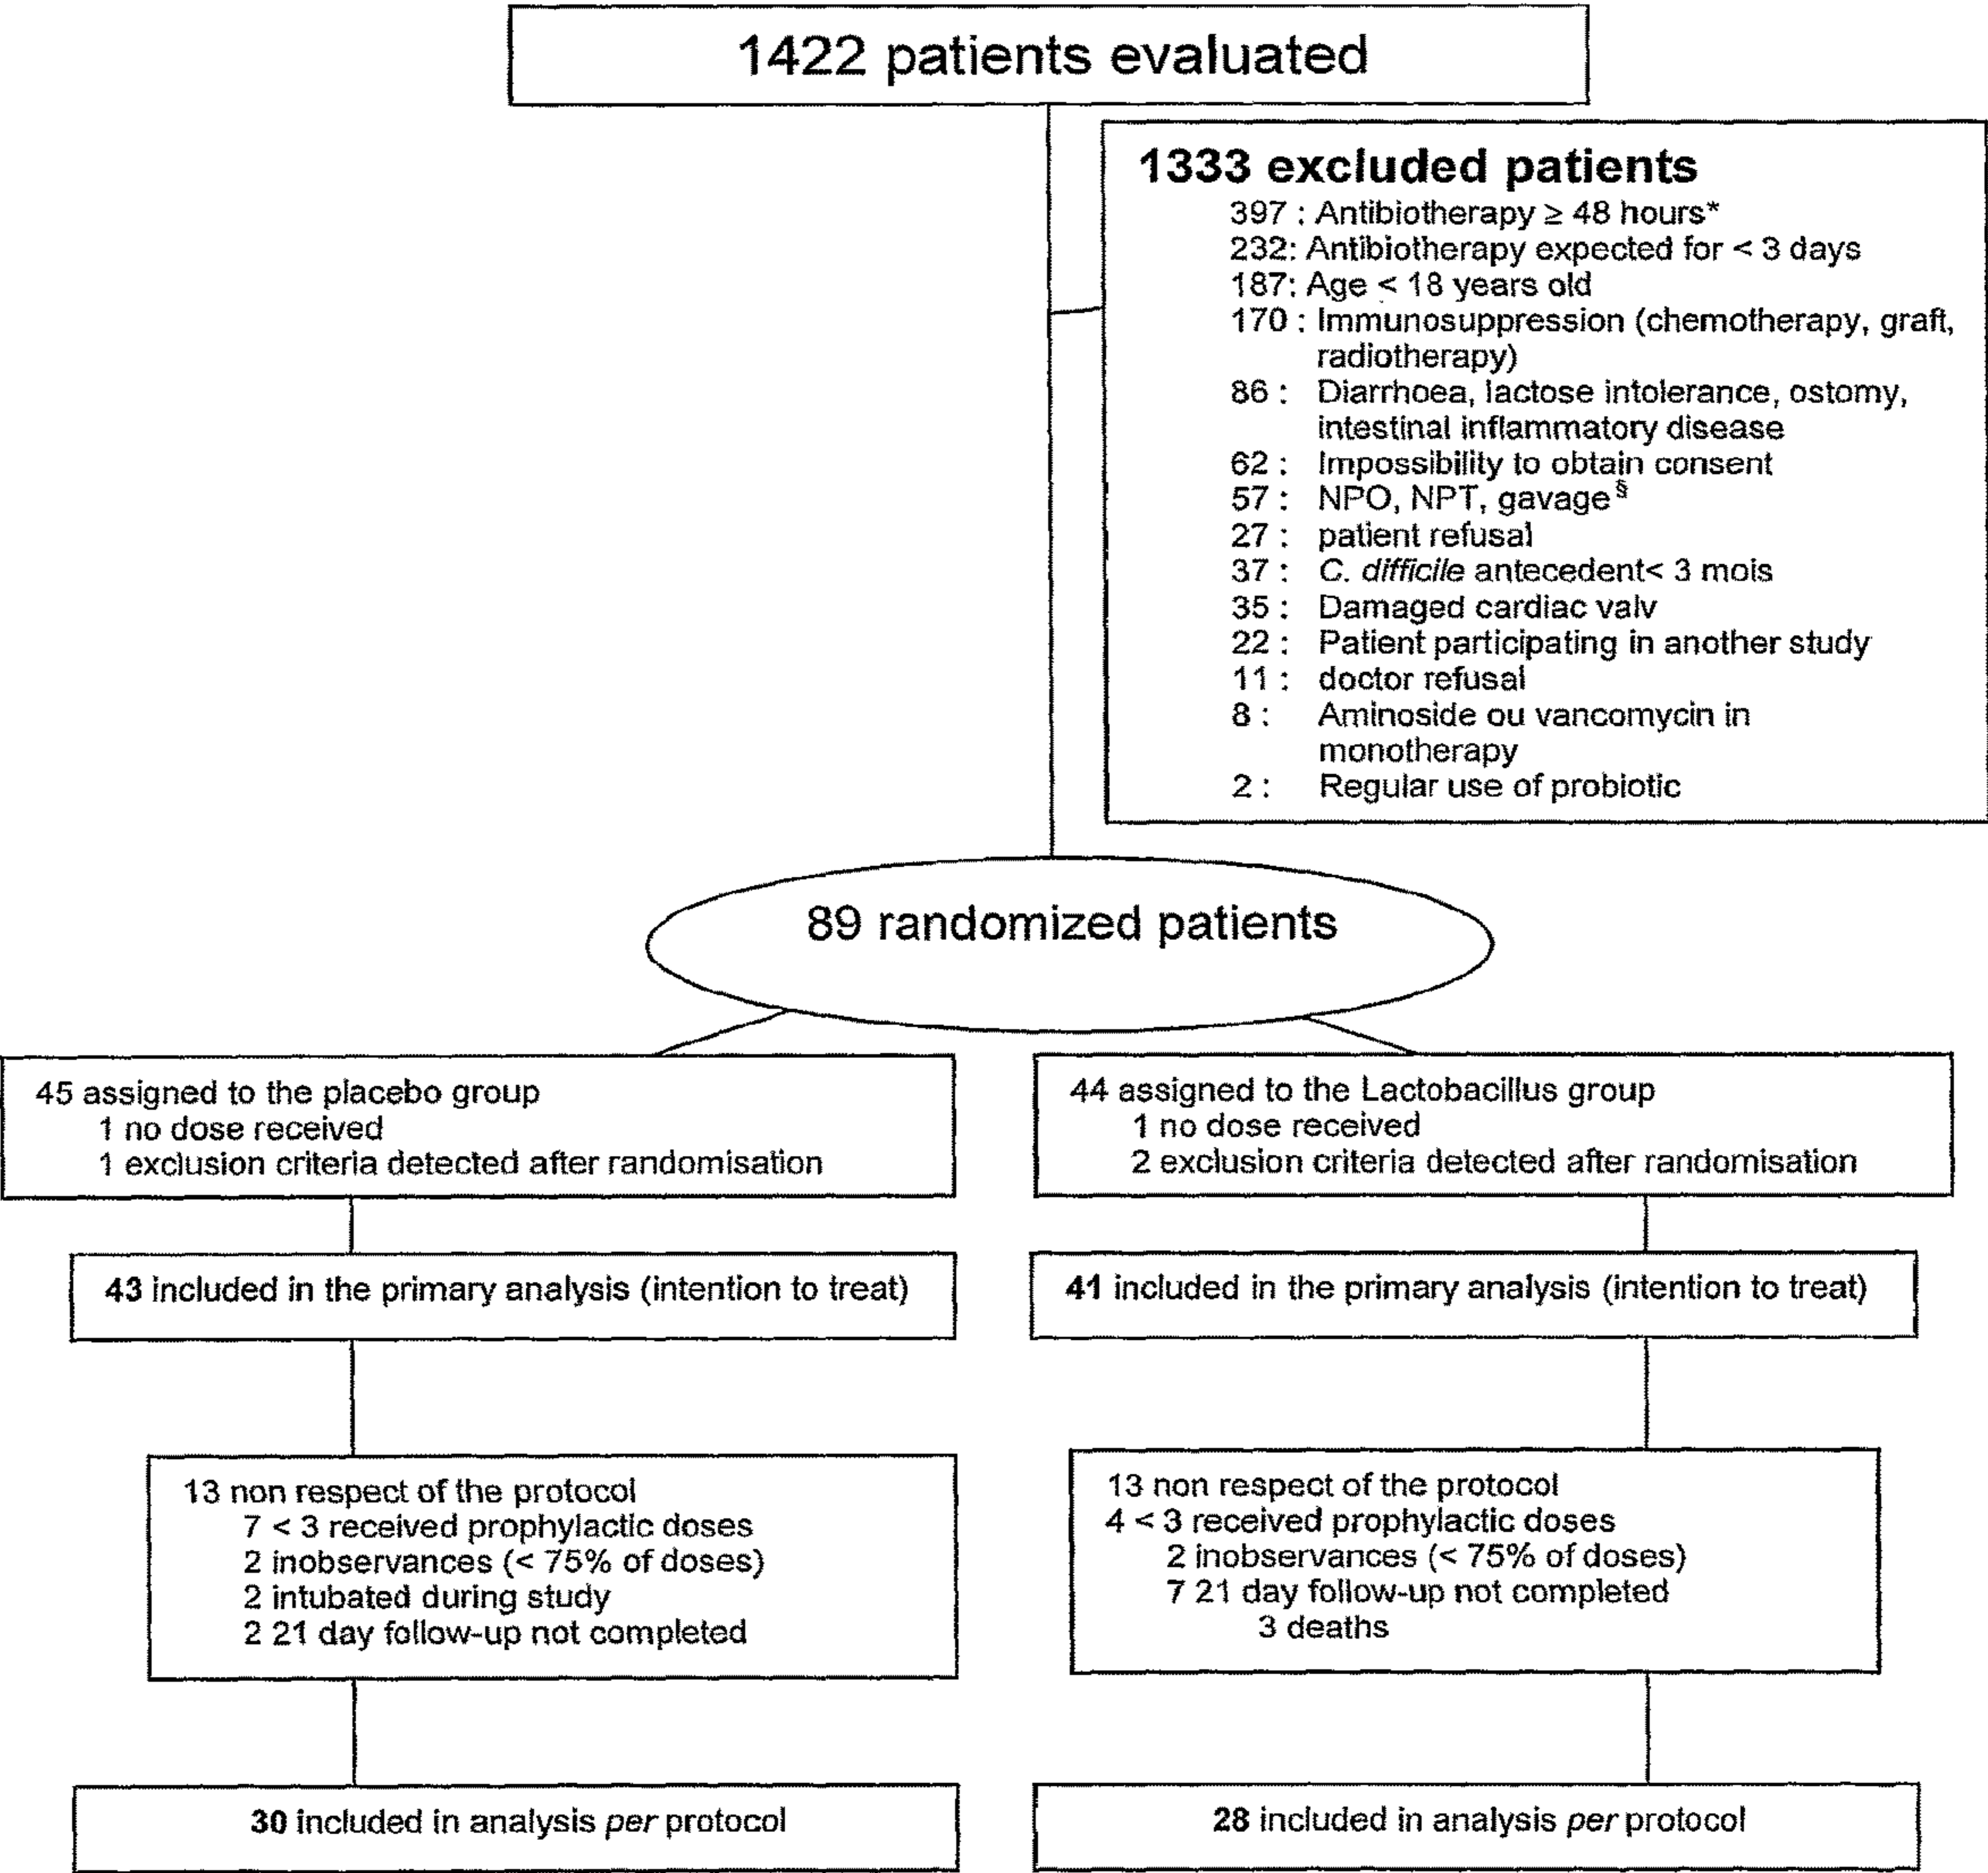 1422 patients evaluated
1333 excluded patients
397 : Antibiotherapy ≥ 48 hours*
232: Antibiotherapy expected for < 3 days
187: Age < 18 years old
170 : Immunosuppression (chemotherapy, graft,
radiotherapy)
86 : Diarrhoea, lactose intolerance, ostomy,
intestinal inflammatory disease
62 : Impossibility to obtain consent
57 : NPO, NPT, gavage§
27 : patient refusal
37 : C. difficile antecedent< 3 mois
35 : Damaged cardiac valv
22 : Patient participating in another study
11 : doctor refusal
8 : Aminoside ou vancomycin in
monotherapy
2 : Regular use of probiotic
89 randomized patients
45 assigned to the placebo group
1 no dose received
1 exclusion criteria detected after randomisation
44 assigned to the Lactobacillus group
1 no dose received
2 exclusion criteria detected after randomisation
43 included in the primary analysis (intention to treat)
41 included in the primary analysis (intention to treat)
13 non respect of the protocol
7 < 3 received prophylactic doses
2 inobservances (< 75% of doses)
2 intubated during study
2 21 day follow-up not completed
13 non respect of the protocol
4 < 3 received prophylactic doses
2 inobservances (< 75% of doses)
7 21 day follow-up not completed
3 deaths
30 included in analysis per protocol
28 included in analysis per protocol